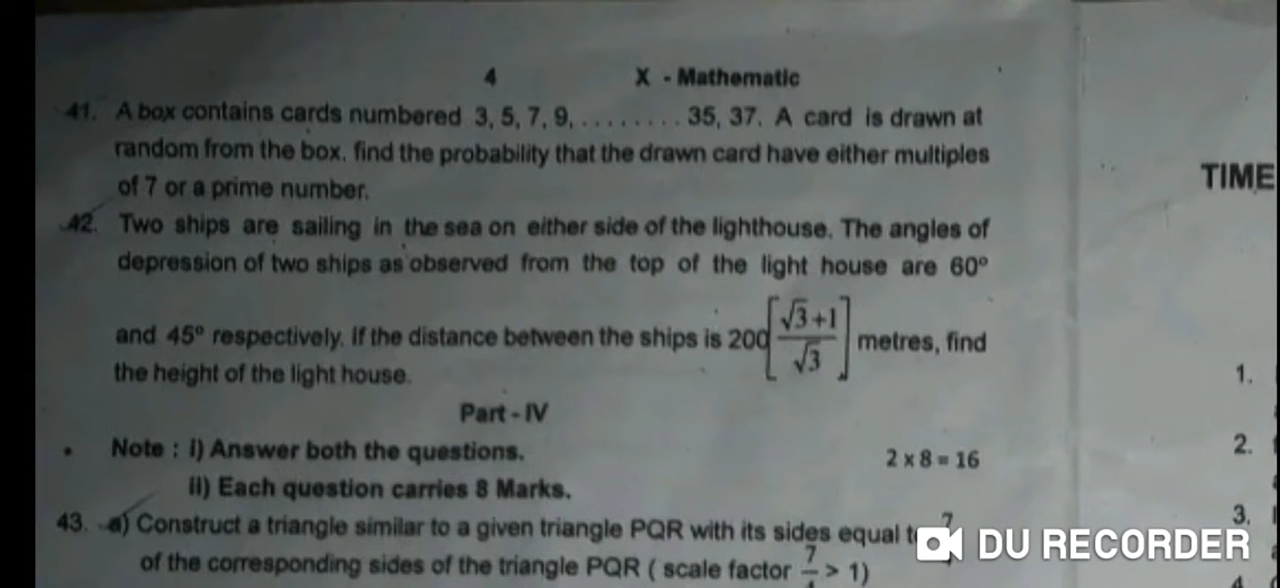 4 X - Mathematic
41. A box contains cards numbered 3, 5, 7, 9, ........ 35, 37. A card is drawn at
random from the box. find the probability that the drawn card have either multiples
of 7 or a prime number.
42. Two ships are sailing in the sea on either side of the lighthouse. The angles of
depression of two ships as observed from the top of the light house are 60°
and 45° respectively. If the distance between the ships is 200[(√3+1)/√3] metres, find
the height of the light house.
Part - IV
Note : i) Answer both the questions. 2 x 8 = 16
ii) Each question carries 8 Marks.
43. a) Construct a triangle similar to a given triangle PQR with its sides equal
of the corresponding sides of the triangle PQR ( scale factor > 1)
TIME
1.
2.
3.
DU RECORDER